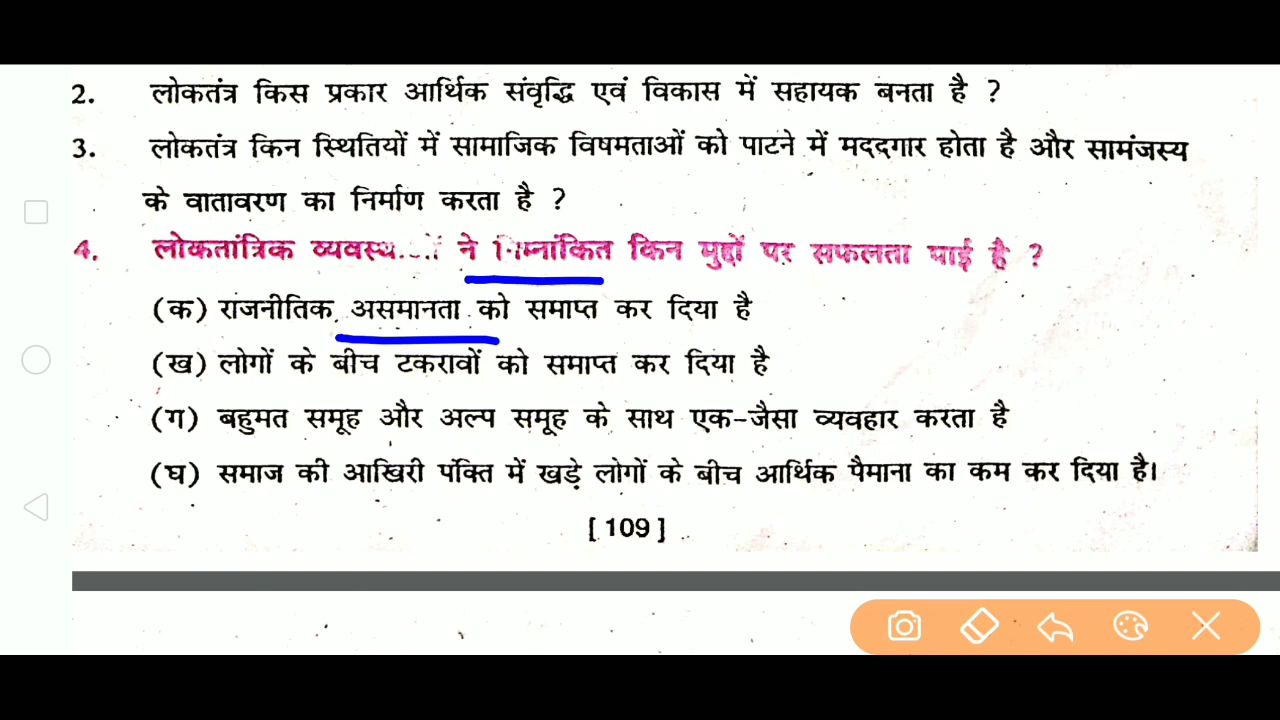 2. लोकतंत्र किस प्रकार आर्थिक संवृद्धि एवं विकास में सहायक बनता है ?
3. लोकतंत्र किन स्थितियों में सामाजिक विषमताओं को पाटने में मददगार होता है और सामंजस्य
के वातावरण का निर्माण करता है ?
4. लोकतांत्रिक ने किन मुद्दों पर सफलता पाई है ?
(क) राजनीतिक असमानता को समाप्त कर दिया है
(ख) लोगों के बीच टकरावों को समाप्त कर दिया है
(ग) बहुमत समूह और अल्प समूह के साथ एक-जैसा व्यवहार करता है
(घ) समाज की आखिरी पंक्ति में खड़े लोगों के बीच आर्थिक पैमाना का कम कर दिया है।
[ 109 ]